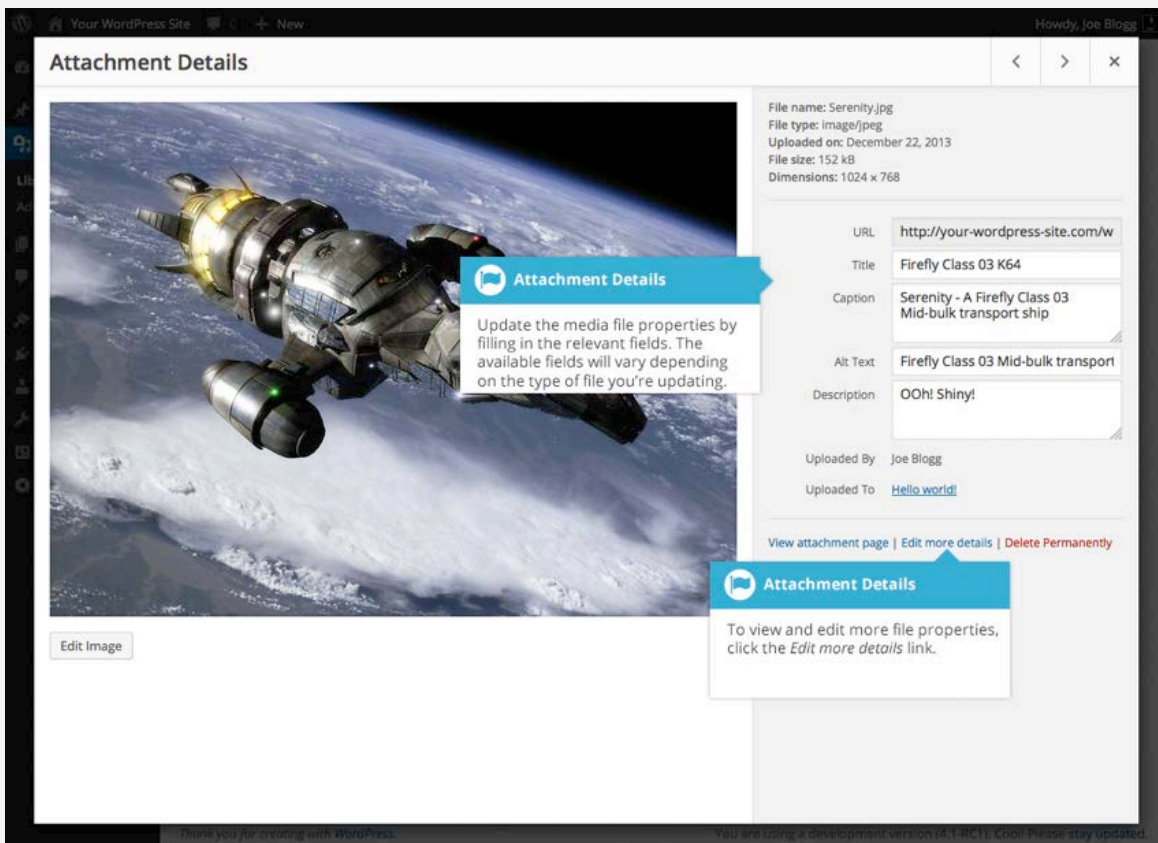 Your WordPress Site 0 + New Howdy, Joe Blogg
Attachment Details
File name: Serenity.jpg
File type: image/jpeg
Uploaded on: December 22, 2013
File size: 152 kB
Dimensions: 1024 × 768
URL http://your-wordpress-site.com/w
Title Firefly Class 03 K64
Caption Serenity - A Firefly Class 03
Mid-bulk transport ship
Alt Text Firefly Class 03 Mid-bulk transport
Description OOh! Shiny!
Uploaded By Joe Blogg
Uploaded To Hello world!
View attachment page | Edit more details | Delete Permanently
Attachment Details
Update the media file properties by
filling in the relevant fields. The
available fields will vary depending
on the type of file you're updating.
Attachment Details
To view and edit more file properties,
click the Edit more details link.
Edit Image
Thank you for creating with WordPress.
You are using a development version (4.1-RC1). Cool! Please stay updated.